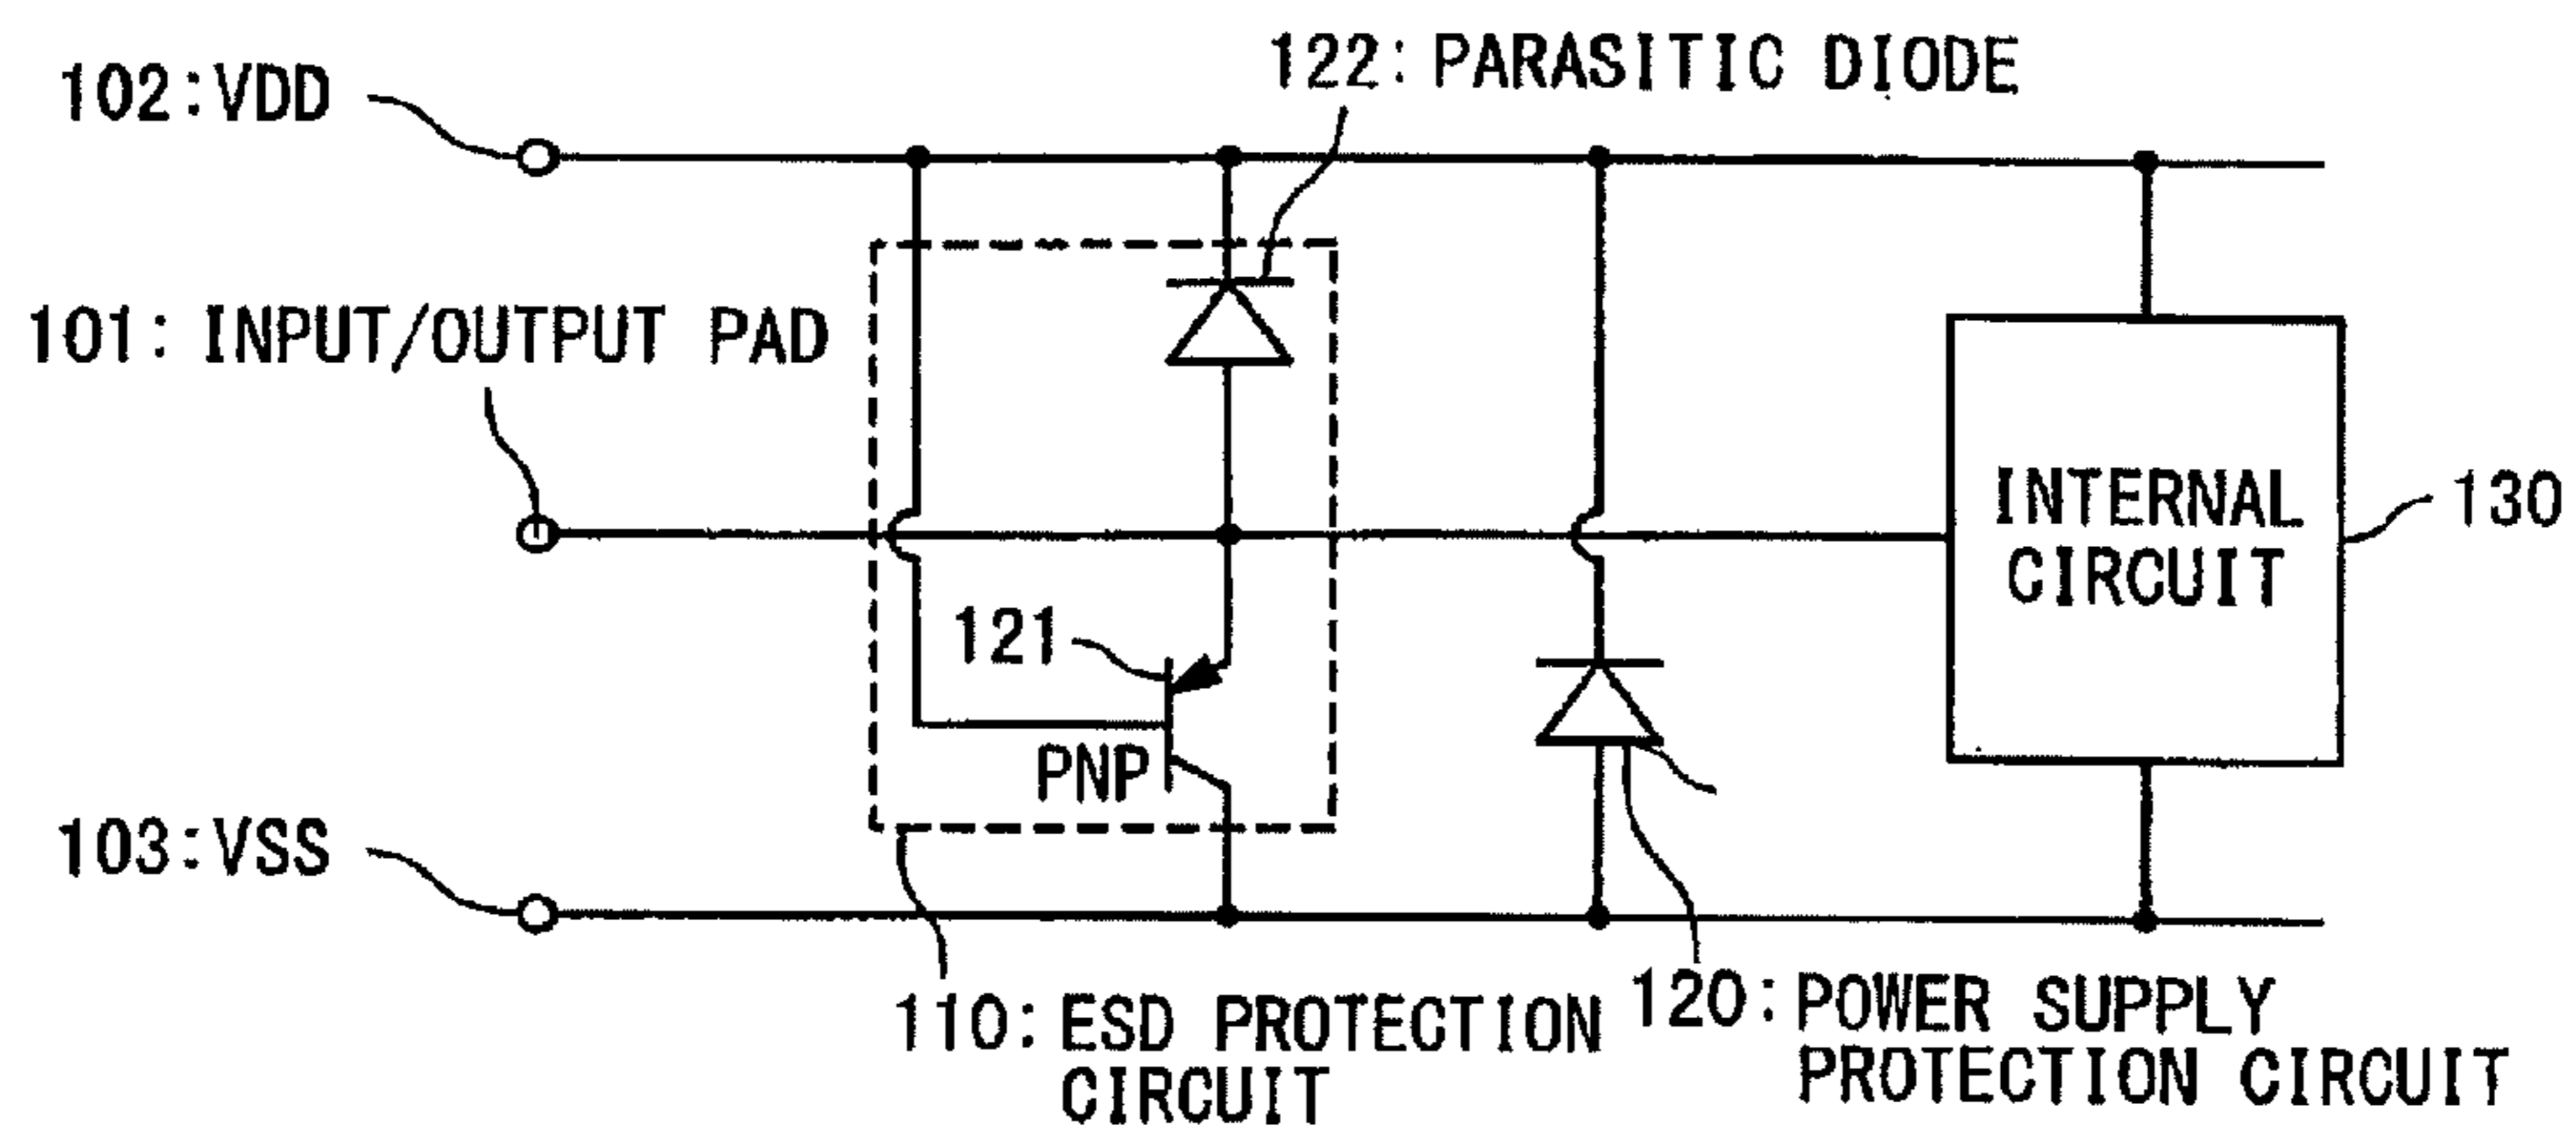 122: PARASITIC DIODE
102:VDD
101: INPUT/OUTPUT PAD
INTERNAL
CIRCUIT
130
121
PNP
103:VSS
110: ESD PROTECTION
CIRCUIT
120: POWER SUPPLY
PROTECTION CIRCUIT